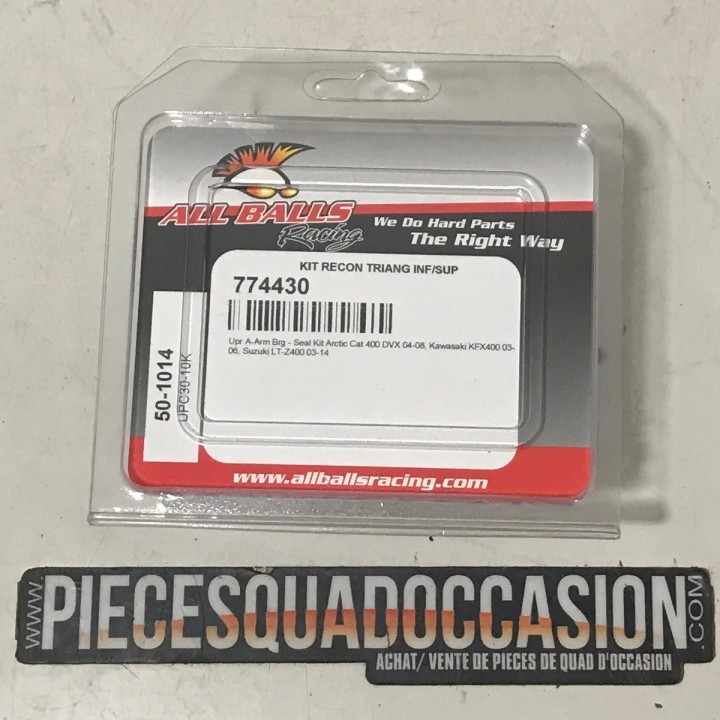 ALL BALLS
Racing
We Do Hard Parts
The Right Way
KIT RECON TRIANG INF/SUP
774430
Upr A-Arm Brg - Seal Kit Arctic Cat 400 DVX 04-08, Kawasaki KFX400 03-
06, Suzuki LT-Z400 03-14
50-1014
UPC30-10K
www.allballsracing.com
WWW.
PIECESQUADOCCASION
.COM
ACHAT/ VENTE DE PIECES DE QUAD D'OCCASION